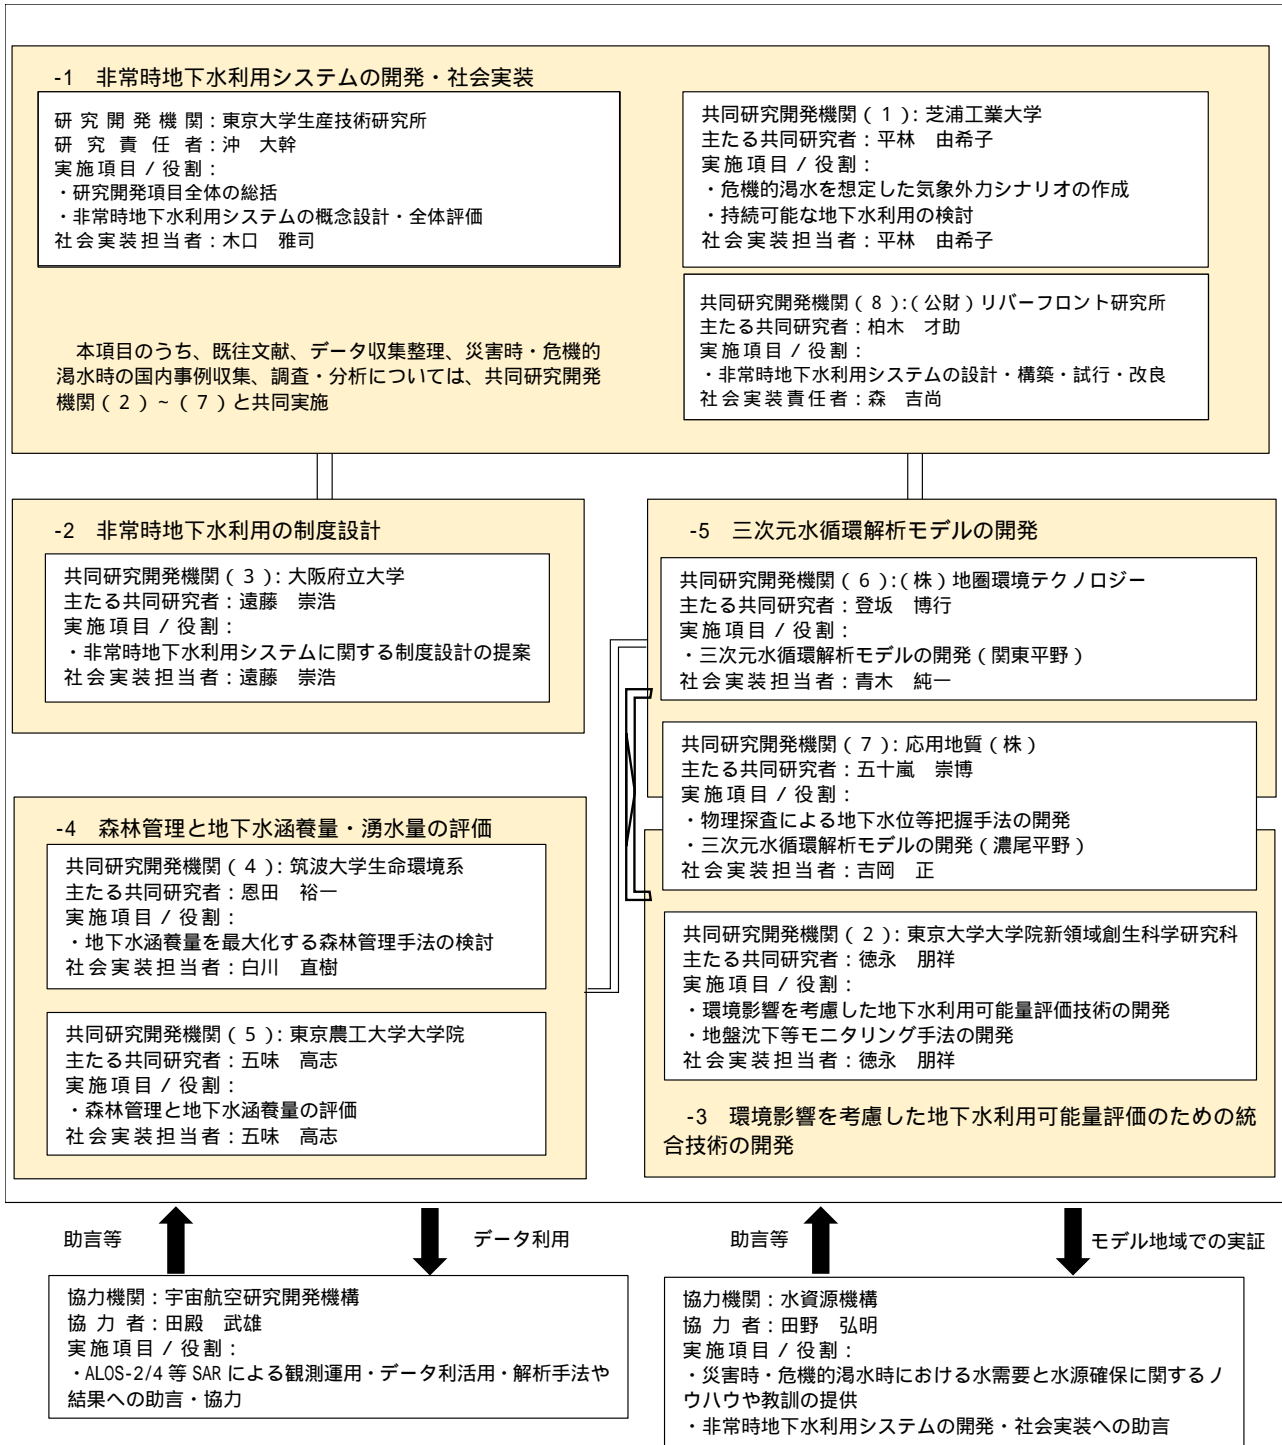 -1 非常時地下水利用システムの開発・社会実装
研究開発機関：東京大学生産技術研究所
研究責任者：沖 大幹
実施項目/役割：
・研究開発項目全体の総括
・非常時地下水利用システムの概念設計・全体評価
社会実装担当者：木口 雅司
共同研究開発機関(1)：芝浦工業大学
主たる共同研究者：平林 由希子
実施項目/役割：
・危機的渇水を想定した気象外力シナリオの作成
・持続可能な地下水利用の検討
社会実装担当者：平林 由希子
共同研究開発機関(8)：(公財)リバーフロント研究所
主たる共同研究者：柏木 才助
実施項目/役割：
・非常時地下水利用システムの設計・構築・試行・改良
社会実装責任者：森 吉尚
本項目のうち、既往文献、データ収集整理、災害時・危機的
渇水時の国内事例収集、調査・分析については、共同研究開発
機関(2)~(7)と共同実施
-2 非常時地下水利用の制度設計
共同研究開発機関(3)：大阪府立大学
主たる共同研究者：遠藤 崇浩
実施項目/役割：
・非常時地下水利用システムに関する制度設計の提案
社会実装担当者：遠藤 崇浩
-5 三次元水循環解析モデルの開発
共同研究開発機関(6)：(株)地圏環境テクノロジー
主たる共同研究者：登坂 博行
実施項目/役割：
・三次元水循環解析モデルの開発(関東平野)
社会実装担当者：青木 純一
共同研究開発機関(7)：応用地質(株)
主たる共同研究者：五十嵐 崇博
実施項目/役割：
・物理探査による地下水位等把握手法の開発
・三次元水循環解析モデルの開発(濃尾平野)
社会実装担当者：吉岡 正
-4 森林管理と地下水涵養量・湧水量の評価
共同研究開発機関(4)：筑波大学生命環境系
主たる共同研究者：恩田 裕一
実施項目/役割：
・地下水涵養量を最大化する森林管理手法の検討
社会実装担当者：白川 直樹
共同研究開発機関(5)：東京農工大学大学院
主たる共同研究者：五味 高志
実施項目/役割：
・森林管理と地下水涵養量の評価
社会実装担当者：五味 高志
共同研究開発機関(2)：東京大学大学院新領域創生科学研究科
主たる共同研究者：徳永 朋祥
実施項目/役割：
・環境影響を考慮した地下水利用可能量評価技術の開発
・地盤沈下等モニタリング手法の開発
社会実装担当者：徳永 朋祥
-3 環境影響を考慮した地下水利用可能量評価のための統
合技術の開発
助言等
データ利用
助言等
モデル地域での実証
協力機関：宇宙航空研究開発機構
協力者：田殿 武雄
実施項目/役割：
・ALOS-2/4等SARによる観測運用・データ利活用・解析手法や
結果への助言・協力
協力機関：水資源機構
協力者：田野 弘明
実施項目/役割：
・災害時・危機的渇水時における水需要と水源確保に関するノ
ウハウや教訓の提供
・非常時地下水利用システムの開発・社会実装への助言